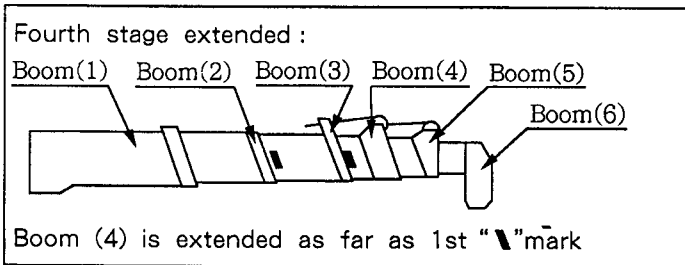 Fourth stage extended :
Boom(1) Boom(2) Boom(3) Boom(4) Boom(5)
Boom(6)
Boom (4) is extended as far as 1st "\"mark